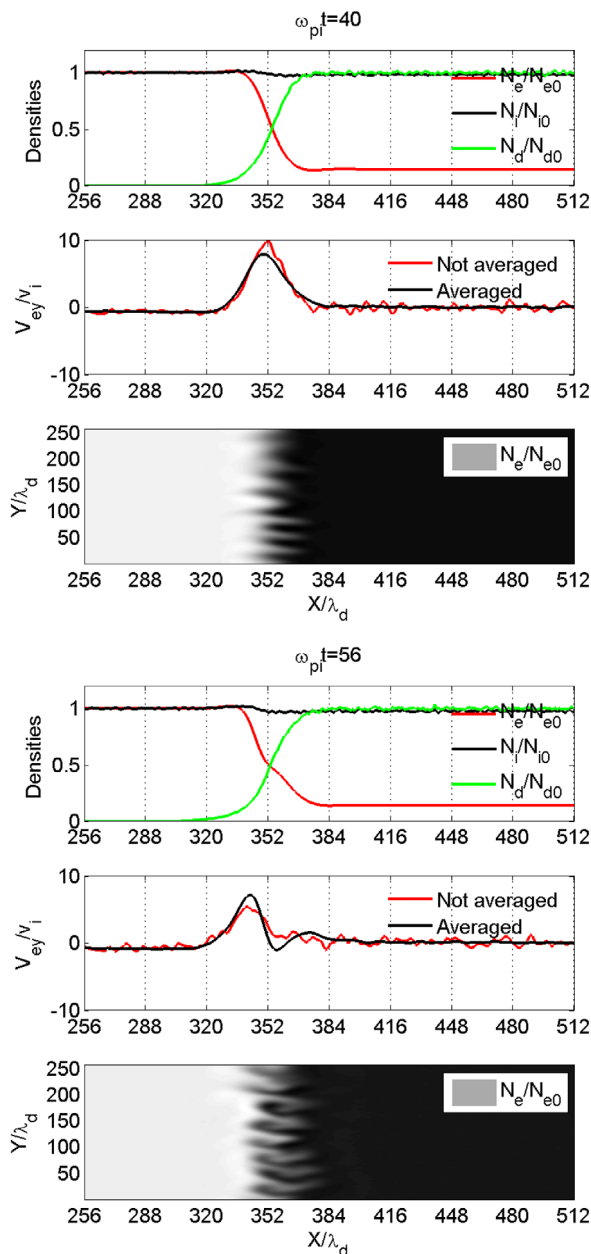 ω_pi t=40
1
0.5
0
Densities
N_e/N_e0
N_i/N_i0
N_d/N_d0
256 288 320 352 384 416 448 480 512
10
0
-10
V_ey/v_i
Not averaged
Averaged
256 288 320 352 384 416 448 480 512
250
200
150
100
50
Y/λ_d
N_e/N_e0
256 288 320 352 384 416 448 480 512
X/λ_d
ω_pi t=56
1
0.5
0
Densities
N_e/N_e0
N_i/N_i0
N_d/N_d0
256 288 320 352 384 416 448 480 512
10
0
-10
V_ey/v_i
Not averaged
Averaged
256 288 320 352 384 416 448 480 512
250
200
150
100
50
Y/λ_d
N_e/N_e0
256 288 320 352 384 416 448 480 512
X/λ_d